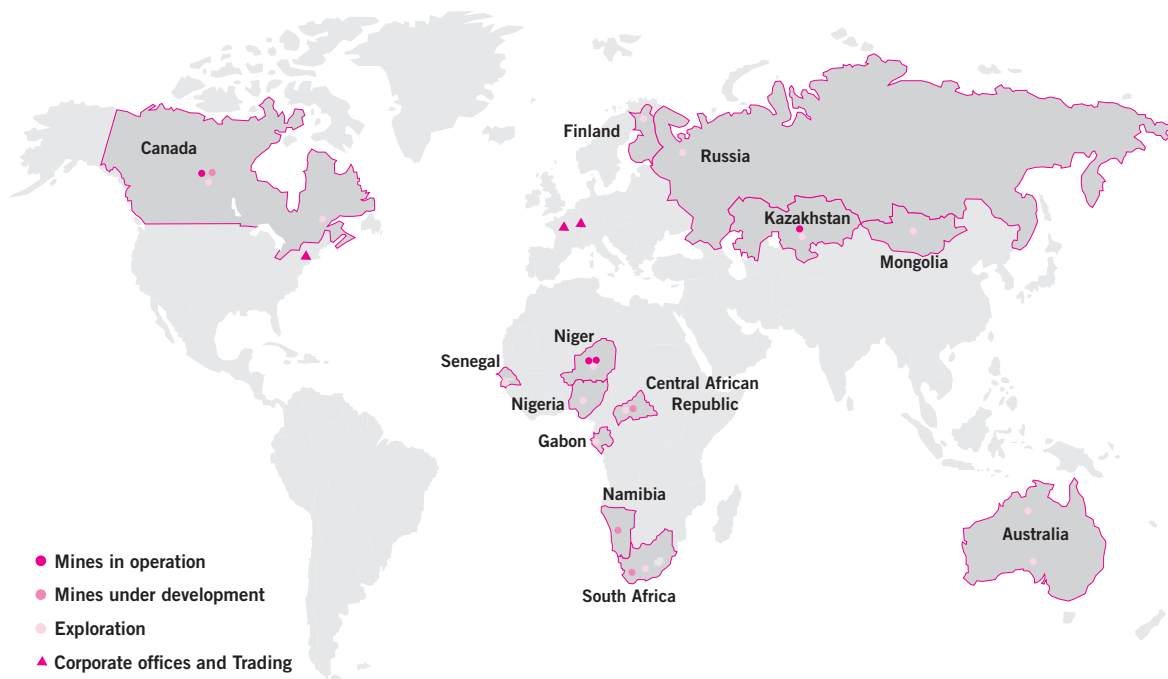 Finland
Canada
Russia
Kazakhstan
Mongolia
Niger
Senegal
Central African
Republic
Nigeria
Gabon
Namibia
Australia
South Africa
Mines in operation
Mines under development
Exploration
Corporate offices and Trading